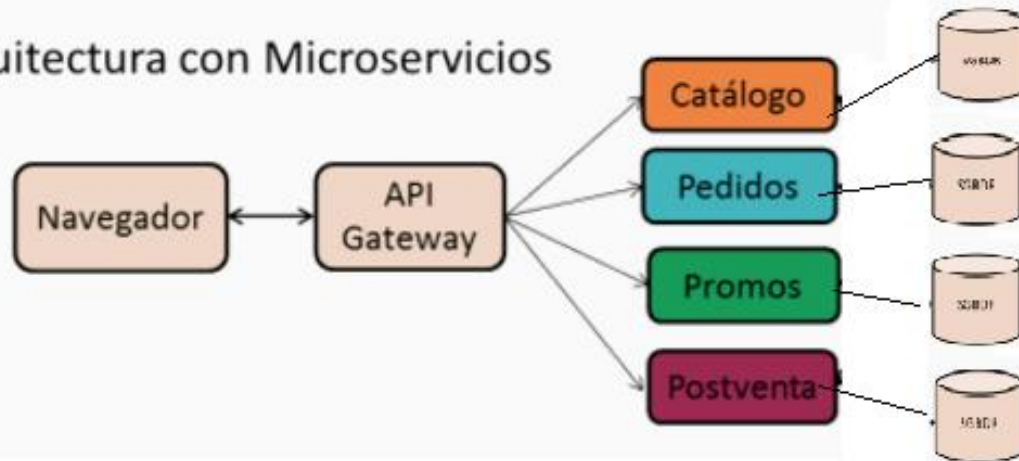 uitectura con Microservicios
Catálogo
Pedidos
Navegador
API
Gateway
Promos
Postventa